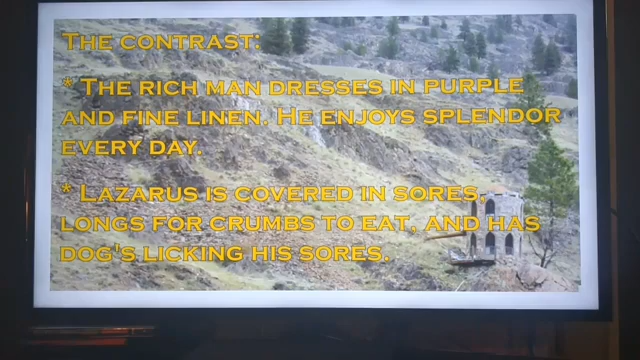 The contrast:
* The rich man dresses in purple
and fine linen. He enjoys splendor
every day.
* Lazarus is covered in sores,
longs for crumbs to eat, and has
dog's licking his sores.